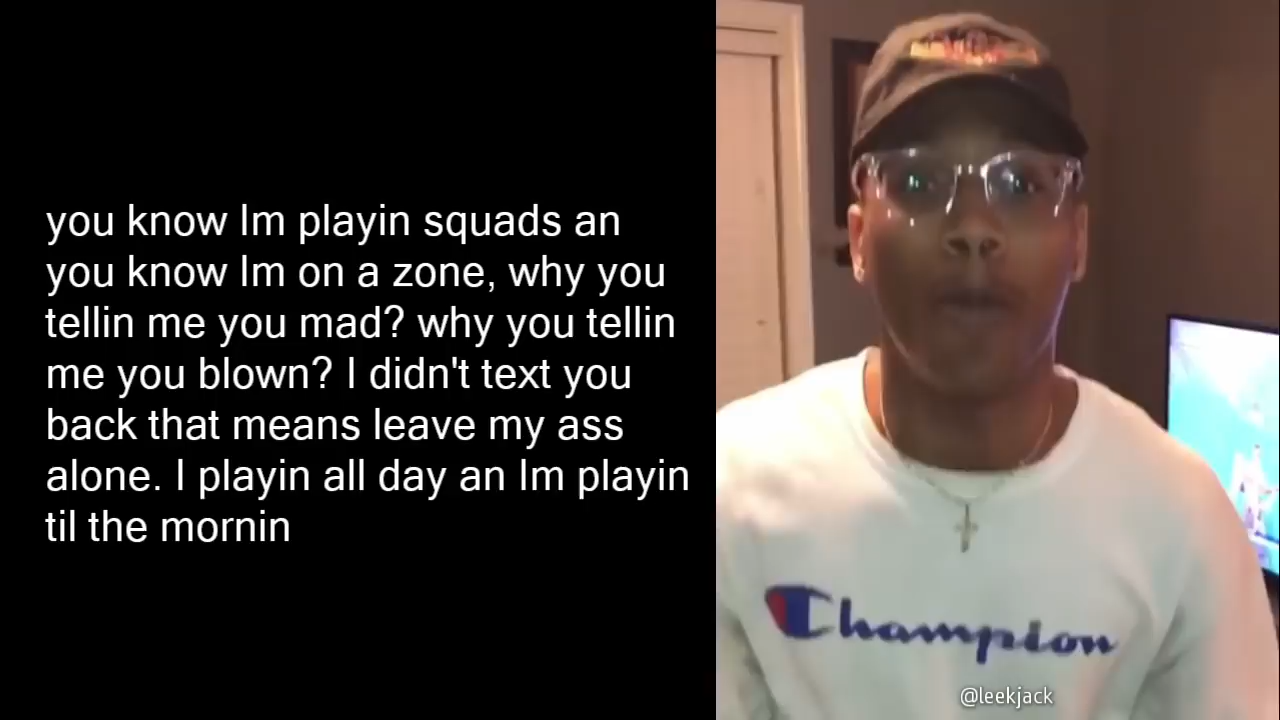 you know Im playin squads an
you know Im on a zone, why you
tellin me you mad? why you tellin
me you blown? I didn't text you
back that means leave my ass
alone. I playin all day an Im playin
til the mornin
Champion
@leekjack